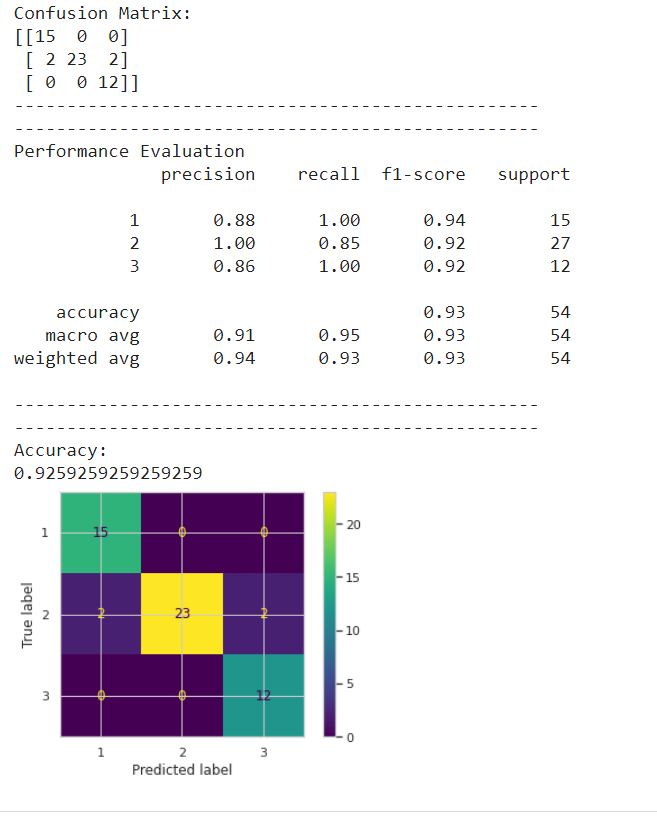 Confusion Matrix:
[[15  0  0]
 [ 2 23  2]
 [ 0  0 12]]
--------------------------------------------------
--------------------------------------------------
Performance Evaluation
              precision    recall  f1-score   support

           1       0.88      1.00      0.94        15
           2       1.00      0.85      0.92        27
           3       0.86      1.00      0.92        12

    accuracy                           0.93        54
   macro avg       0.91      0.95      0.93        54
weighted avg       0.94      0.93      0.93        54

--------------------------------------------------
--------------------------------------------------
Accuracy:
0.9259259259259259
True label
1 15 0 0
2 2 23 2
3 0 0 12
1 2 3
Predicted label
20
15
10
5
0